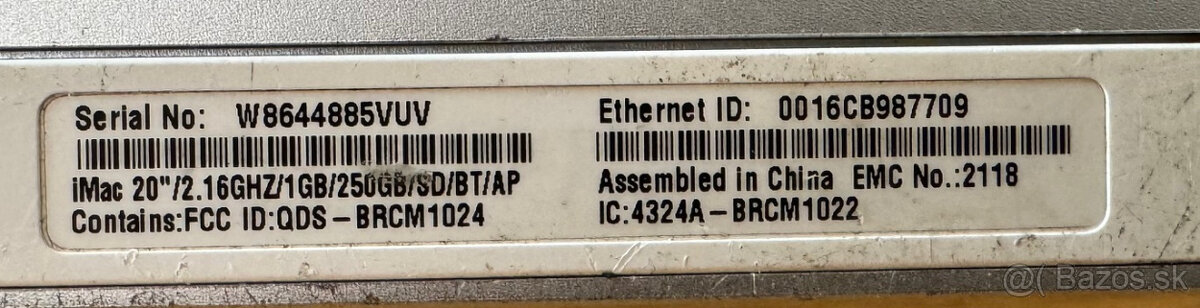 Serial No: W8644885VUV
iMac 20"/2.16GHZ/1GB/250GB/SD/BT/AP
Contains:FCC ID:QDS-BRCM1024
Ethernet ID: 0016CB987709
Assembled in China EMC No.:2118
IC:4324A-BRCM1022
@( Bazos.sk